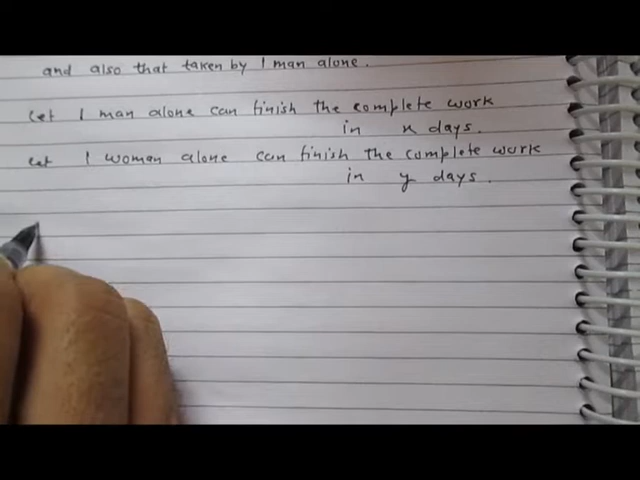 and also that taken by 1 man alone.
Let 1 man alone can finish the complete work
in x days.
Let 1 woman alone can finish the complete work
in y days.